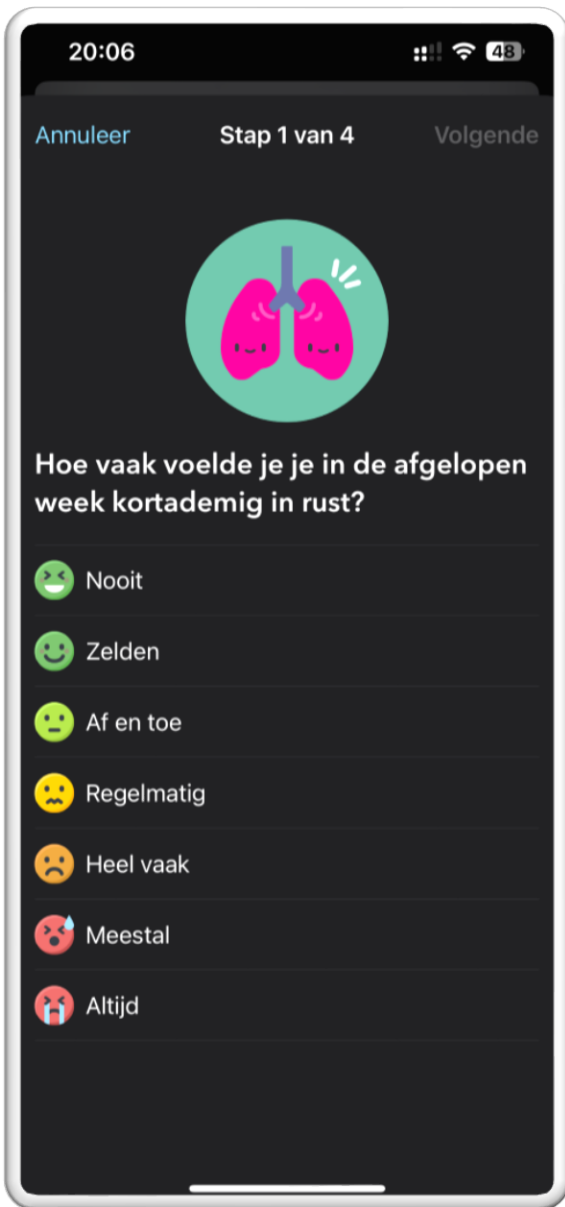 20:06 48
Annuleer Stap 1 van 4 Volgende
Hoe vaak voelde je je in de afgelopen
week kortademig in rust?
Nooit
Zelden
Af en toe
Regelmatig
Heel vaak
Meestal
Altijd